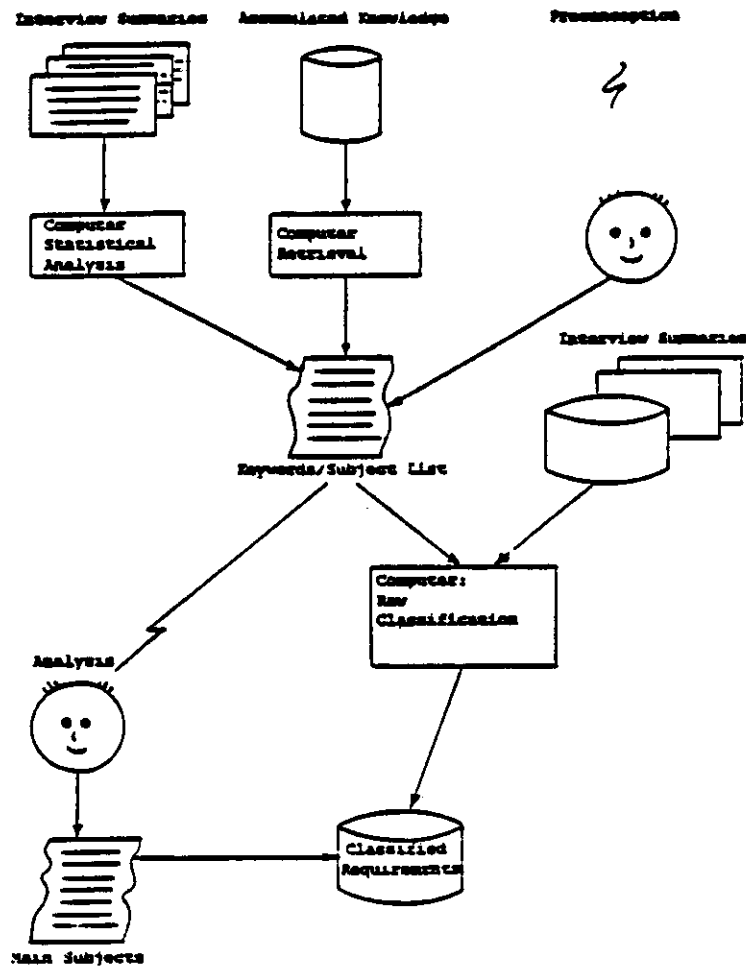 Interview Summaries
Accumulated Knowledge
Preconception
Computer
Statistical
Analysis
Computer
Retrieval
Interview Summaries
Keywords/Subject List
Computer:
Raw
Classification
Analysis
Classified
Requirements
Main Subjects